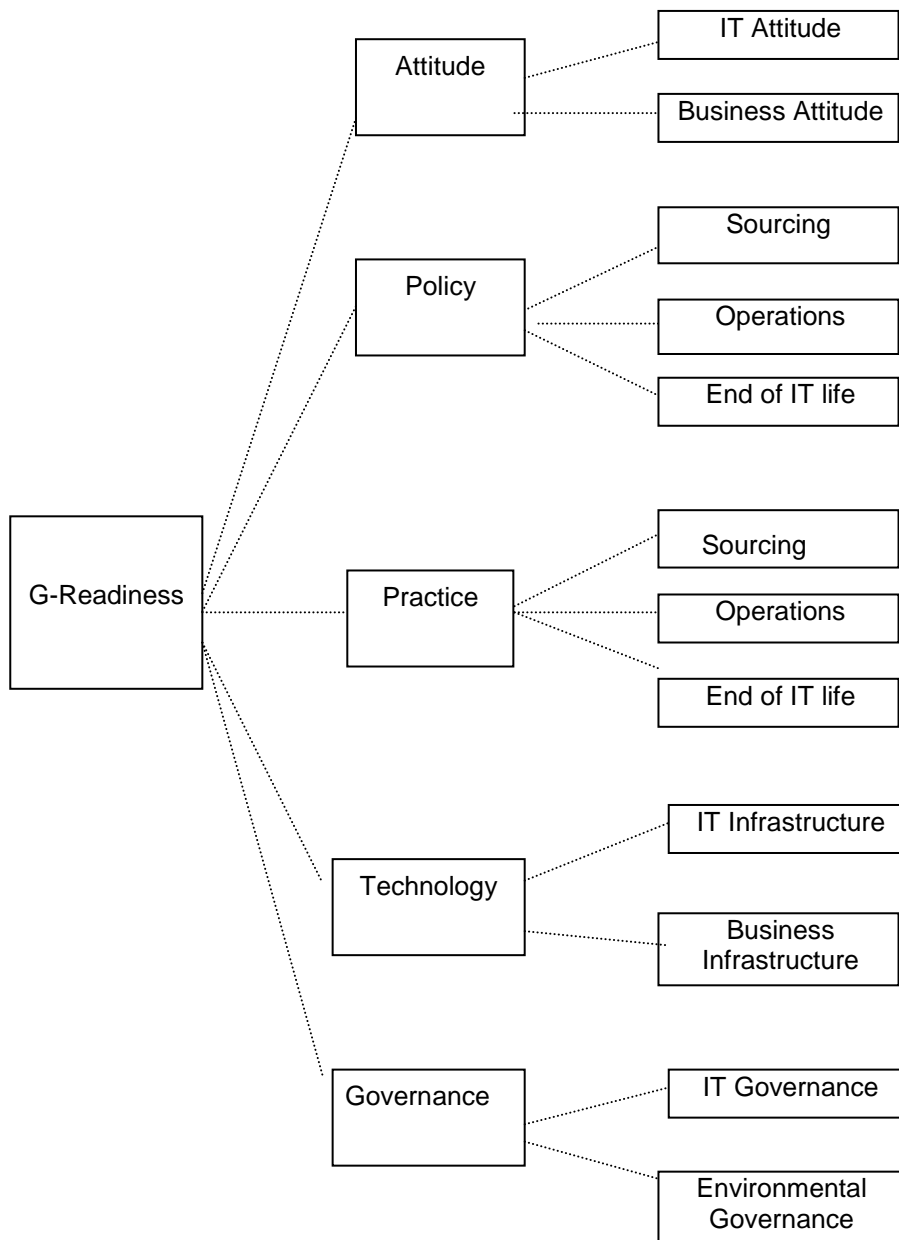 IT Attitude
Attitude
Business Attitude
Sourcing
Policy
Operations
End of IT life
G-Readiness
Sourcing
Practice
Operations
End of IT life
IT Infrastructure
Technology
Business
Infrastructure
IT Governance
Governance
Environmental
Governance